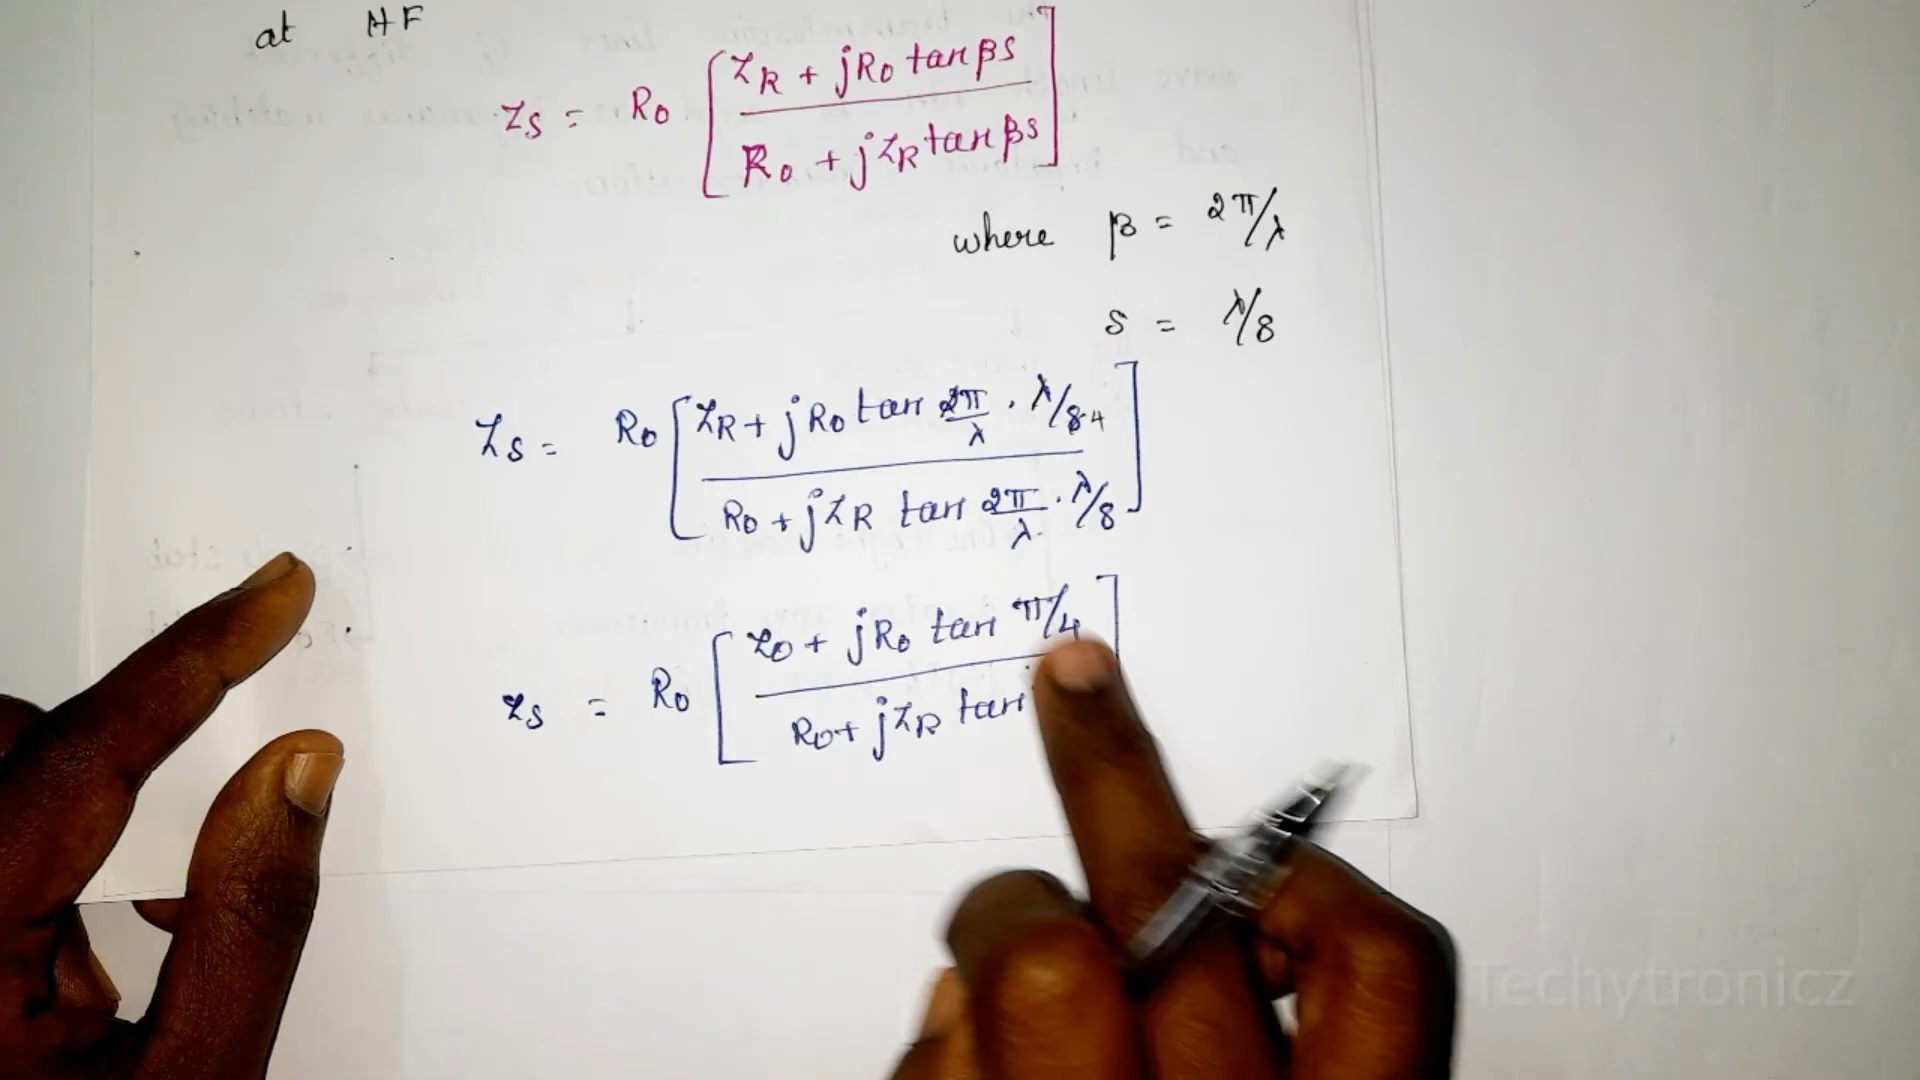 at HF
Zs = R0 [ZR + jR0 tan βs / R0 + jZR tan βs]
where β = 2π/λ
s = λ/8
Zs = R0 [ZR + jR0 tan 2π/λ . λ/8 4 / R0 + jZR tan 2π/λ . λ/8]
Zs = R0 [Z0 + jR0 tan π/4 / R0 + jZR tan
Techytronicz